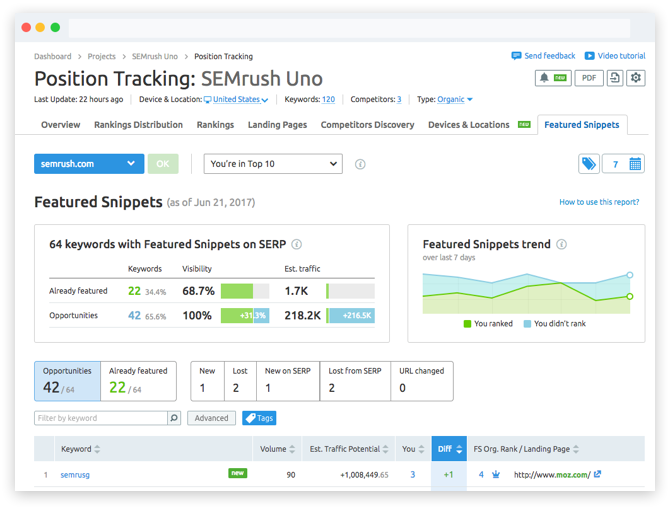 Dashboard > Projects > SEMrush Uno > Position Tracking
Send feedback Video tutorial
Position Tracking: SEMrush Uno
new PDF
Last Update: 22 hours ago Device & Location: United States Keywords: 120 Competitors: 3 Type: Organic
Overview Rankings Distribution Rankings Landing Pages Competitors Discovery Devices & Locations new Featured Snippets
semrush.com OK You're in Top 10 i 7
Featured Snippets (as of Jun 21, 2017) How to use this report?
64 keywords with Featured Snippets on SERP i
Keywords Visibility Est. traffic
Already featured 22 34.4% 68.7% 1.7K
Opportunities 42 65.6% 100% +31.3% 218.2K +216.5K
Featured Snippets trend i
over last 7 days
You ranked You didn't rank
Opportunities Already featured New Lost New on SERP Lost from SERP URL changed
42 / 64 22 / 64 1 2 1 2 0
Filter by keyword Advanced Tags
Keyword Volume Est. Traffic Potential You Diff FS Org. Rank / Landing Page
1 semrusg new 90 +1,008,449.65 3 +1 4 http://www.moz.com/